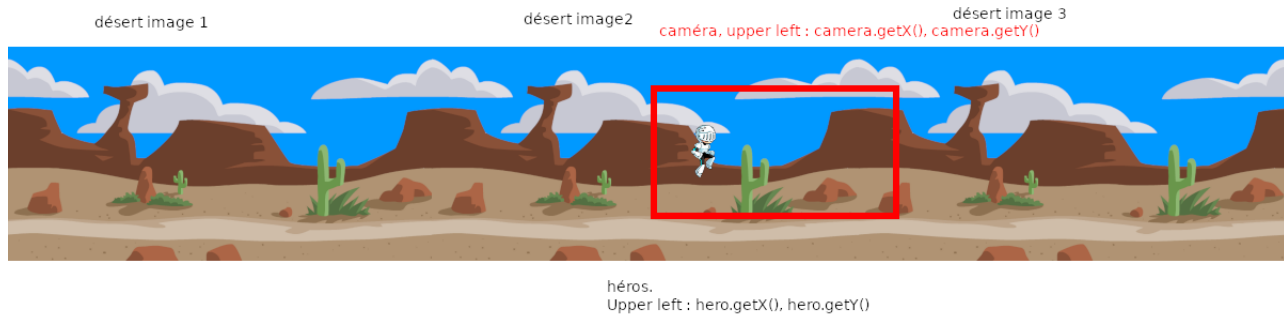 désert image 1
désert image2
désert image 3
caméra, upper left : camera.getX(), camera.getY()
héros.
Upper left : hero.getX(), hero.getY()